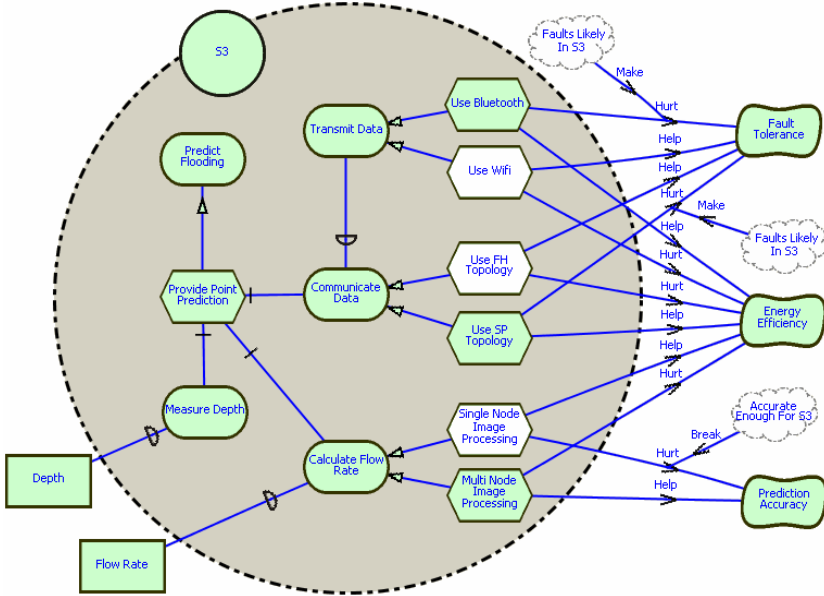 S3
Faults Likely
In S3
Make
Hurt
Use Bluetooth
Transmit Data
Fault
Tolerance
Predict
Flooding
Help
Use Wifi
Help
Hurt
Make
Faults Likely
In S3
Help
Use FH
Topology
Hurt
Provide Point
Prediction
Communicate
Data
Hurt
Energy
Efficiency
Help
Use SP
Topology
Help
Hurt
Measure Depth
Single Node
Image
Processing
Accurate
Enough For S3
Break
Hurt
Calculate Flow
Rate
Depth
Multi Node
Image
Processing
Help
Prediction
Accuracy
Flow Rate